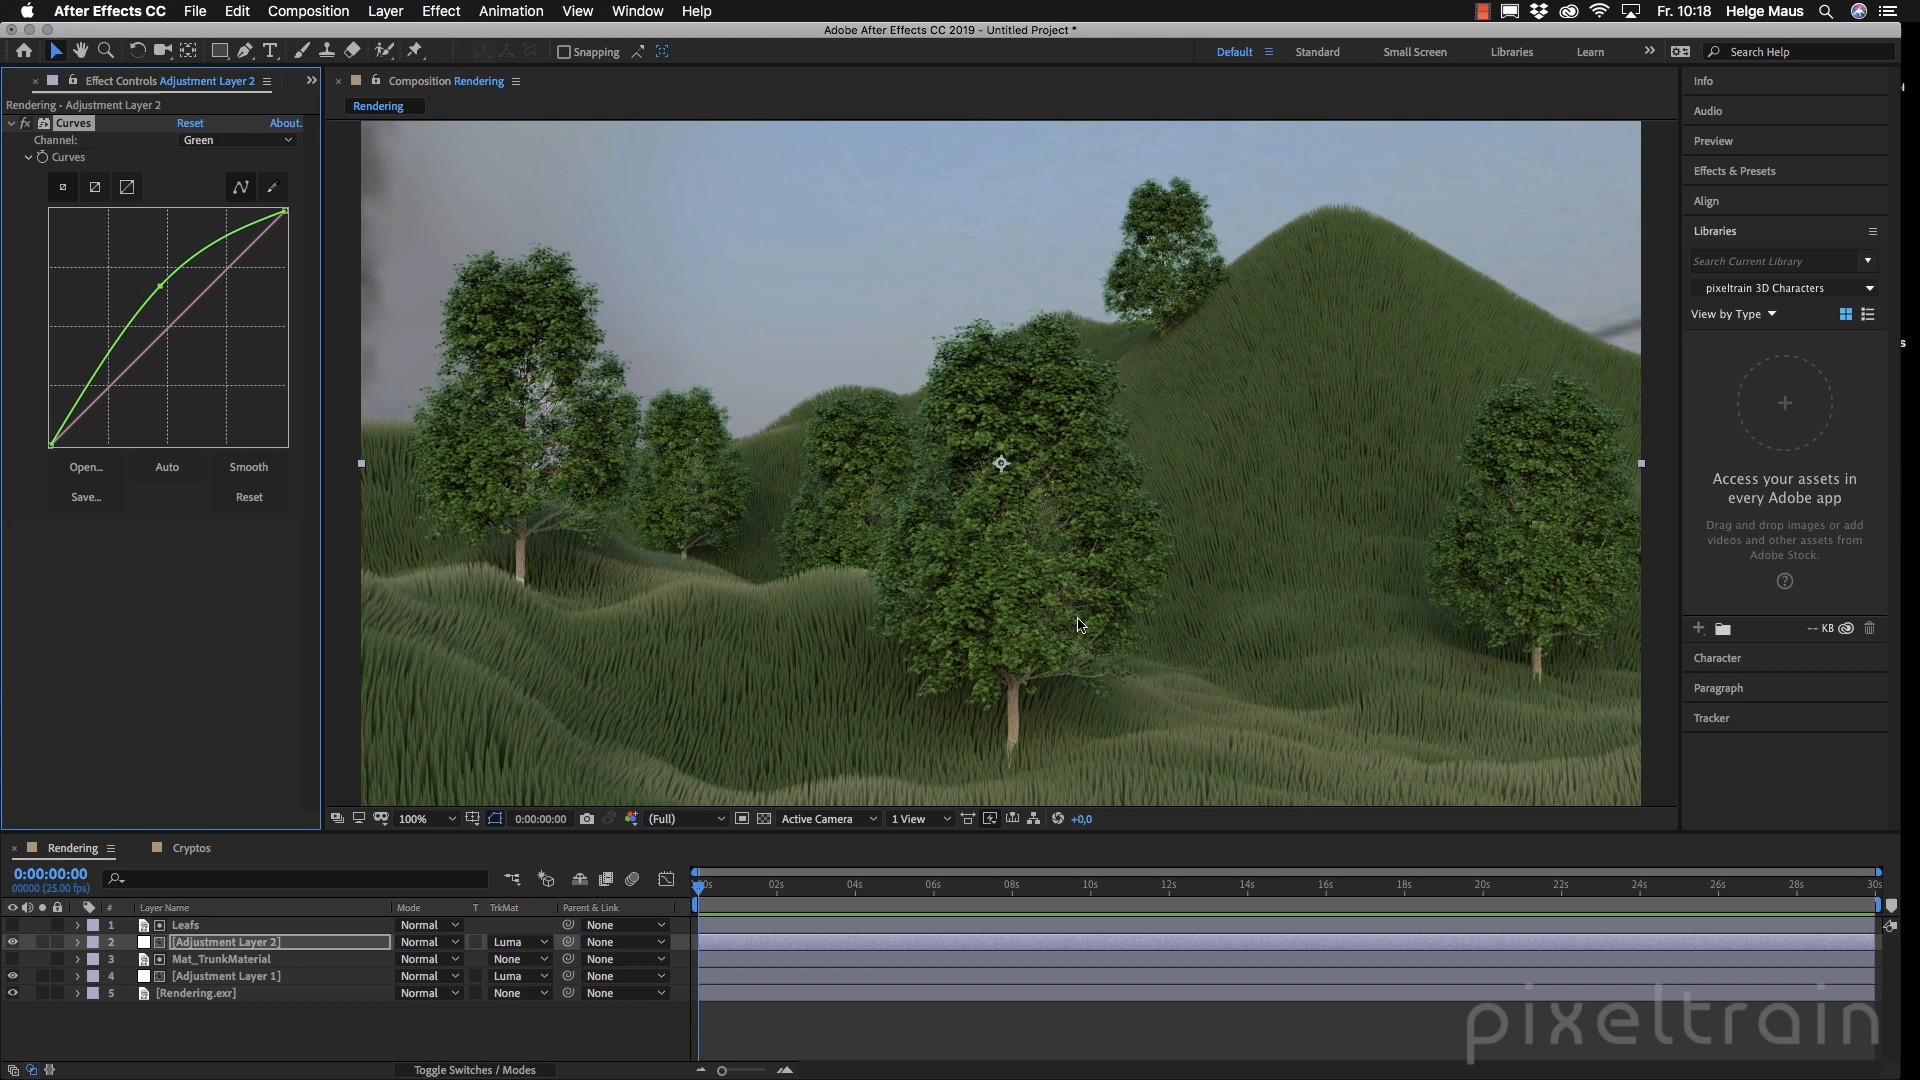 After Effects CC File Edit Composition Layer Effect Animation View Window Help Fr. 10:18 Helge Maus
Adobe After Effects CC 2019 - Untitled Project *
Snapping Default Standard Small Screen Libraries Learn Search Help
Effect Controls Adjustment Layer 2 Composition Rendering Info
Rendering • Adjustment Layer 2 Rendering
Audio
fx Curves Reset About.
Channel: Green Preview
Curves
Effects & Presets
Align
Libraries
Search Current Library
pixeltrain 3D Characters
View by Type
Open... Auto Smooth
Save... Reset
Access your assets in
every Adobe app
Drag and drop images or add
videos and other assets from
Adobe Stock.
-- KB
Character
Paragraph
Tracker
100% 0:00:00:00 (Full) Active Camera 1 View +0,0
Rendering Cryptos
0:00:00:00
00000 (25.00 fps)
:00s 02s 04s 06s 08s 10s 12s 14s 16s 18s 20s 22s 24s 26s 28s 30s
# Layer Name Mode T TrkMat Parent & Link
1 Leafs Normal None
2 [Adjustment Layer 2] Normal Luma None
3 Mat_TrunkMaterial Normal None None
4 [Adjustment Layer 1] Normal Luma None
5 [Rendering.exr] Normal None None
pixeltrain
Toggle Switches / Modes